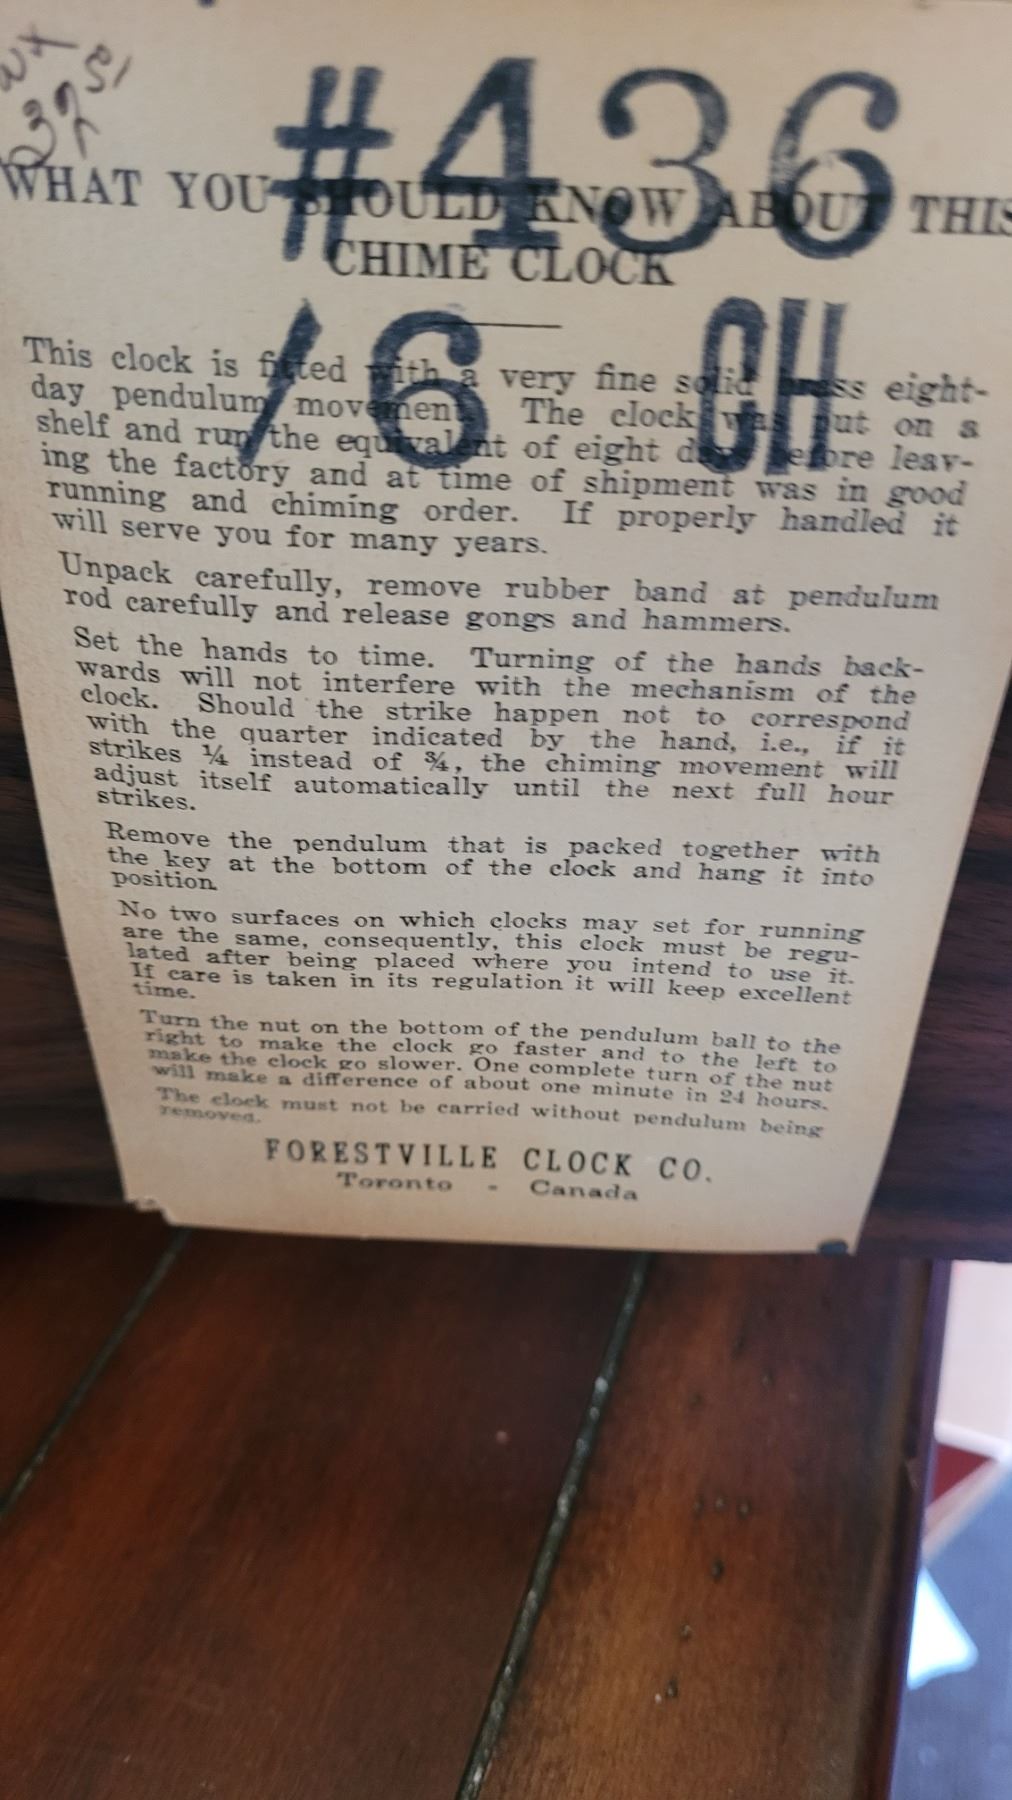 51
32
#436
WHAT YOU SHOULD KNOW ABOUT THIS
CHIME CLOCK
/6 CH
This clock is fitted with a very fine solid brass eight-
day pendulum movement. The clock was put on a
shelf and run the equivalent of eight days before leav-
ing the factory and at time of shipment was in good
running and chiming order. If properly handled it
will serve you for many years.
Unpack carefully, remove rubber band at pendulum
rod carefully and release gongs and hammers.
Set the hands to time. Turning of the hands back-
wards will not interfere with the mechanism of the
clock. Should the strike happen not to correspond
with the quarter indicated by the hand, i.e., if it
strikes ¼ instead of ¾, the chiming movement will
adjust itself automatically until the next full hour
strikes.
Remove the pendulum that is packed together with
the key at the bottom of the clock and hang it into
position.
No two surfaces on which clocks may set for running
are the same, consequently, this clock must be regu-
lated after being placed where you intend to use it.
If care is taken in its regulation it will keep excellent
time.
Turn the nut on the bottom of the pendulum ball to the
right to make the clock go faster and to the left to
make the clock go slower. One complete turn of the nut
will make a difference of about one minute in 24 hours.
The clock must not be carried without pendulum being
removed.
FORESTVILLE CLOCK CO.
Toronto - Canada